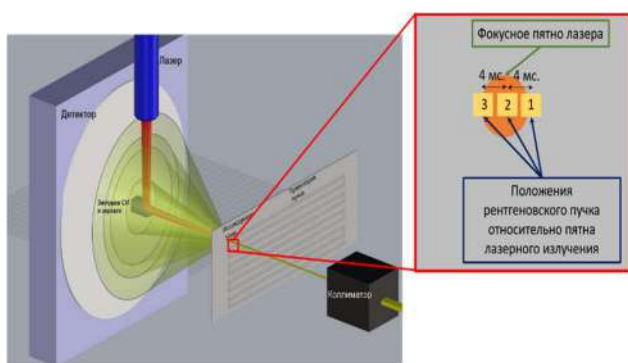 Лазер
Детектор
Коллиматор
Фокусное пятно лазера
4 мс.
4 мс.
3
2
1
Положения
рентгеновского пучка
относительно пятна
лазерного излучения